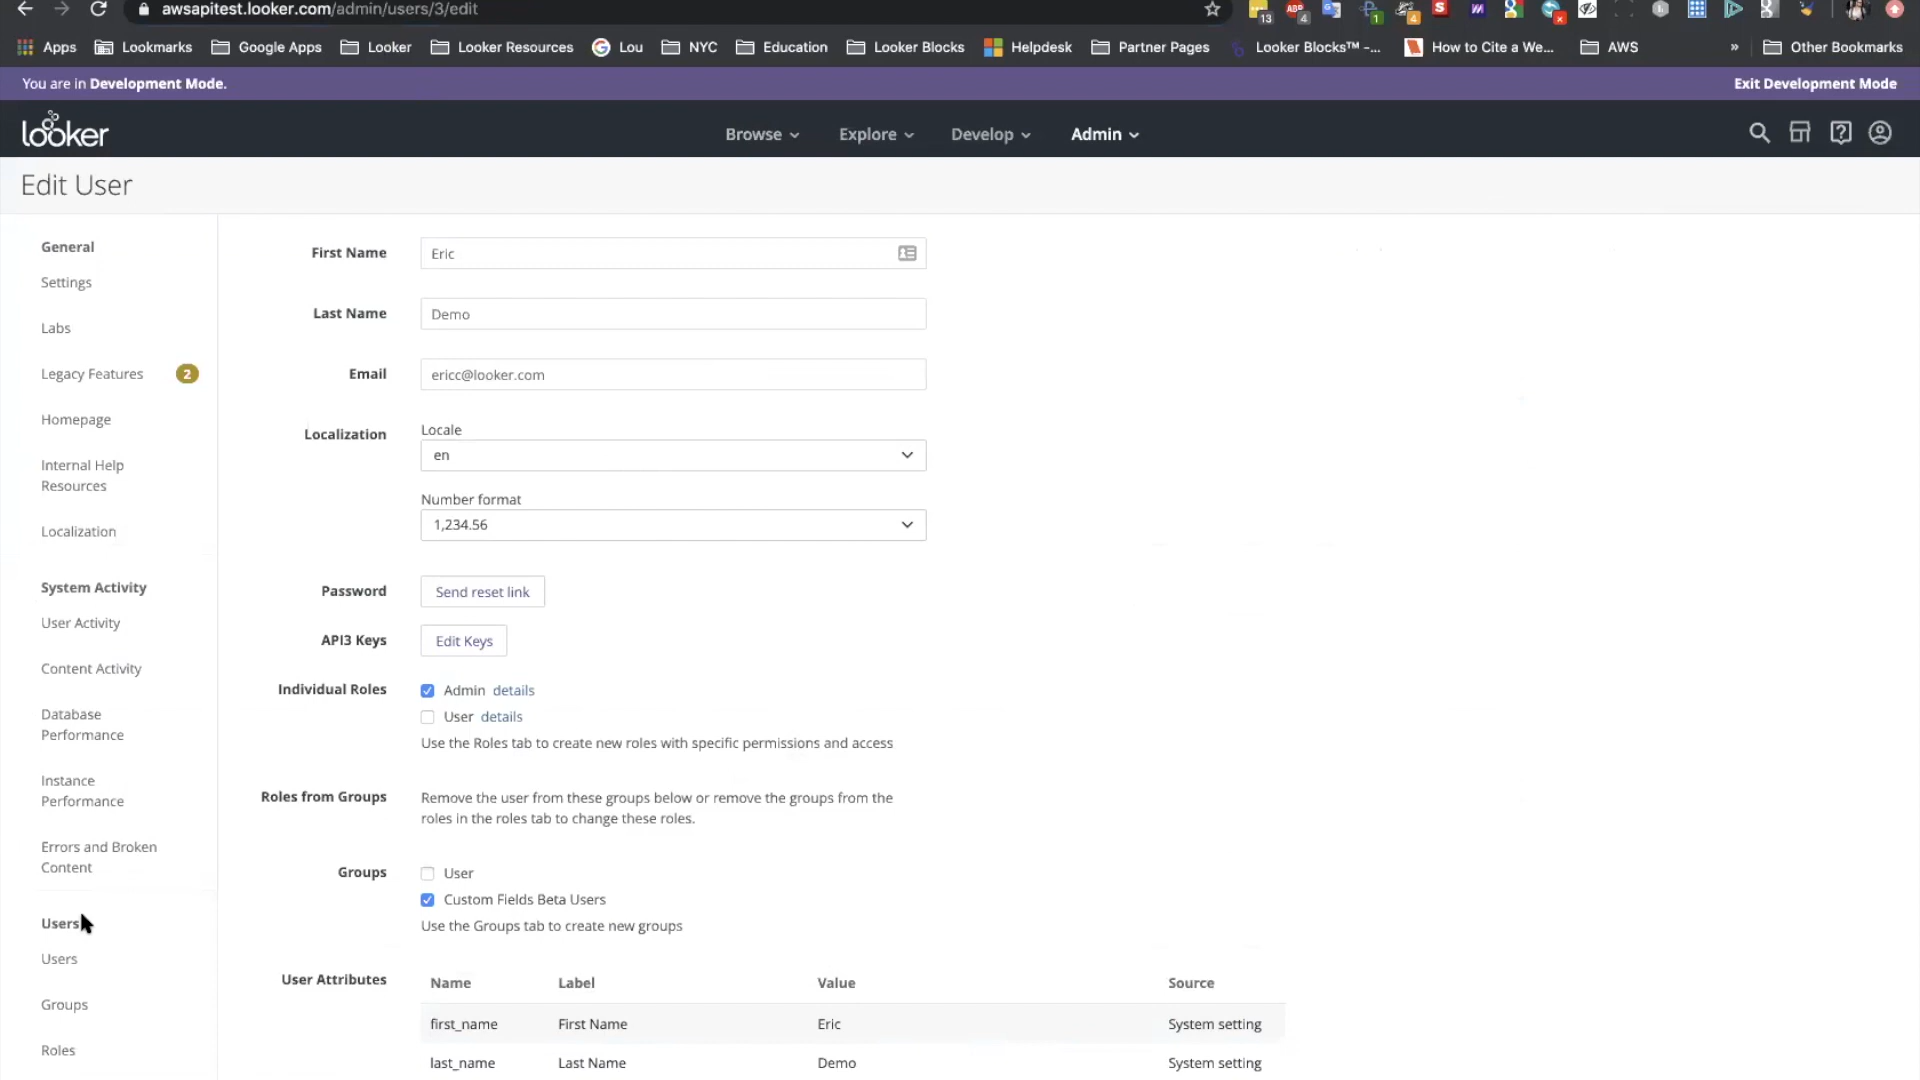 awsapitest.looker.com/admin/users/3/edit
13 4 1 4
Apps Lookmarks Google Apps Looker Looker Resources Lou NYC Education Looker Blocks Helpdesk Partner Pages Looker Blocks™ -... How to Cite a We... AWS » Other Bookmarks
You are in Development Mode. Exit Development Mode
looker Browse Explore Develop Admin
Edit User
General
Settings
Labs
Legacy Features 2
Homepage
Internal Help
Resources
Localization
System Activity
User Activity
Content Activity
Database
Performance
Instance
Performance
Errors and Broken
Content
Users
Users
Groups
Roles
First Name Eric
Last Name Demo
Email ericc@looker.com
Localization Locale
en
Number format
1,234.56
Password Send reset link
API3 Keys Edit Keys
Individual Roles Admin details
User details
Use the Roles tab to create new roles with specific permissions and access
Roles from Groups Remove the user from these groups below or remove the groups from the
roles in the roles tab to change these roles.
Groups User
Custom Fields Beta Users
Use the Groups tab to create new groups
User Attributes Name Label Value Source
first_name First Name Eric System setting
last_name Last Name Demo System setting